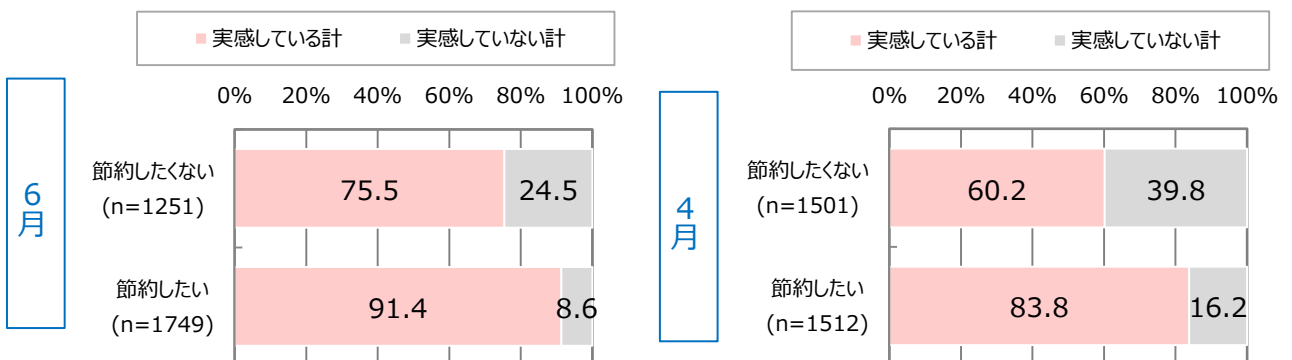 実感している計 実感していない計
6月
0% 20% 40% 60% 80% 100%
節約したくない
(n=1251)
75.5 24.5
節約したい
(n=1749)
91.4 8.6
実感している計 実感していない計
4月
0% 20% 40% 60% 80% 100%
節約したくない
(n=1501)
60.2 39.8
節約したい
(n=1512)
83.8 16.2